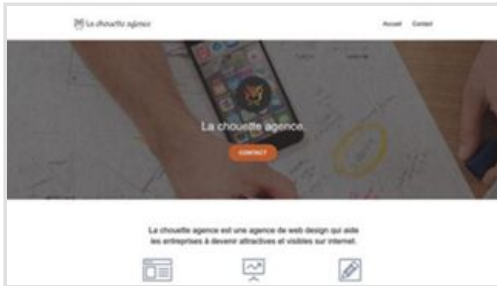 La chouette agence
Accueil Contact
La chouette agence.
CONTACT
La chouette agence est une agence de web design qui aide
les entreprises à devenir attractives et visibles sur internet.